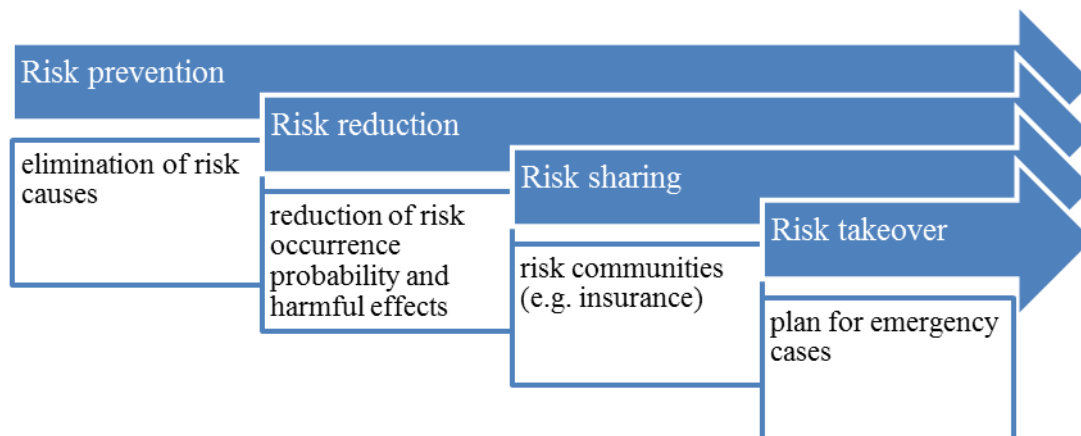 Risk prevention
elimination of risk
causes
Risk reduction
reduction of risk
occurrence
probability and
harmful effects
Risk sharing
risk communities
(e.g. insurance)
Risk takeover
plan for emergency
cases